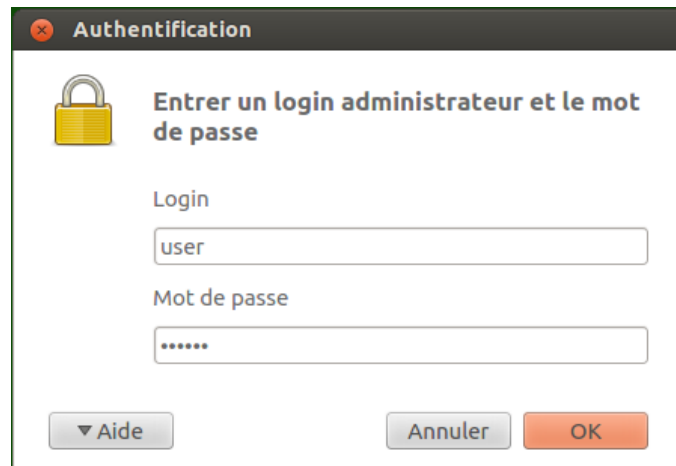 Authentification
Entrer un login administrateur et le mot
de passe
Login
user
Mot de passe
••••••
Aide
Annuler
OK